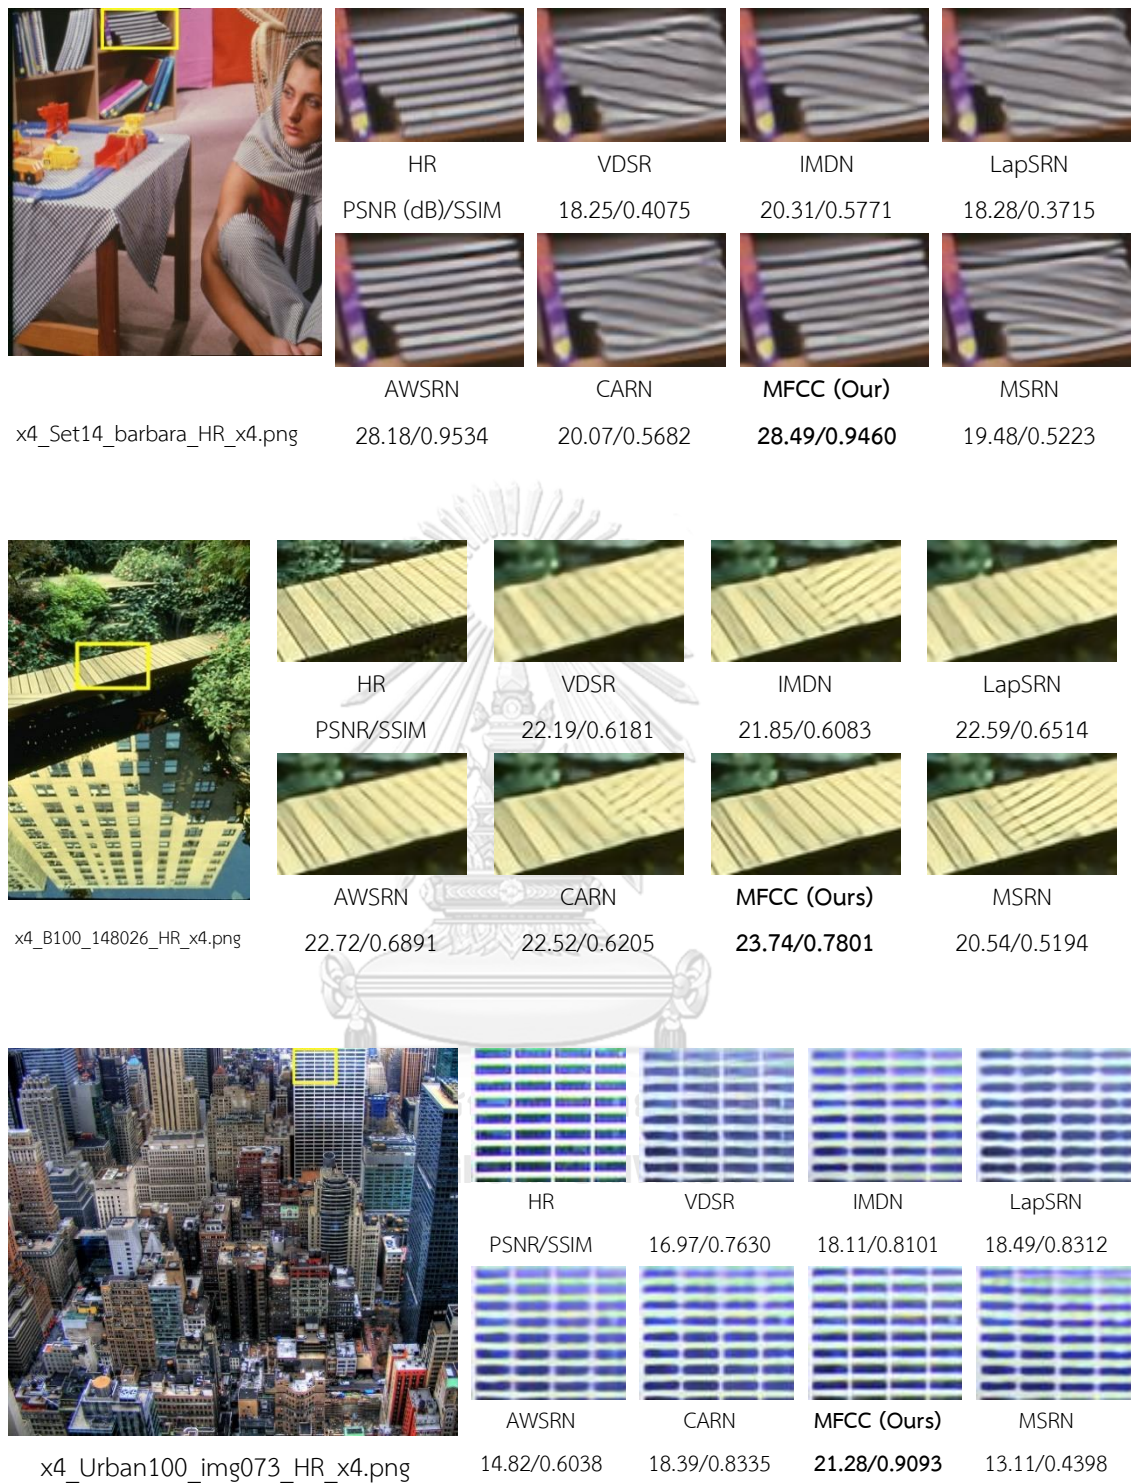 HR VDSR IMDN LapSRN
PSNR (dB)/SSIM 18.25/0.4075 20.31/0.5771 18.28/0.3715
AWSRN CARN MFCC (Our) MSRN
x4_Set14_barbara_HR_x4.png 28.18/0.9534 20.07/0.5682 28.49/0.9460 19.48/0.5223
HR VDSR IMDN LapSRN
PSNR/SSIM 22.19/0.6181 21.85/0.6083 22.59/0.6514
AWSRN CARN MFCC (Ours) MSRN
x4_B100_148026_HR_x4.png 22.72/0.6891 22.52/0.6205 23.74/0.7801 20.54/0.5194
HR VDSR IMDN LapSRN
PSNR/SSIM 16.97/0.7630 18.11/0.8101 18.49/0.8312
AWSRN CARN MFCC (Ours) MSRN
x4_Urban100_img073_HR_x4.png 14.82/0.6038 18.39/0.8335 21.28/0.9093 13.11/0.4398